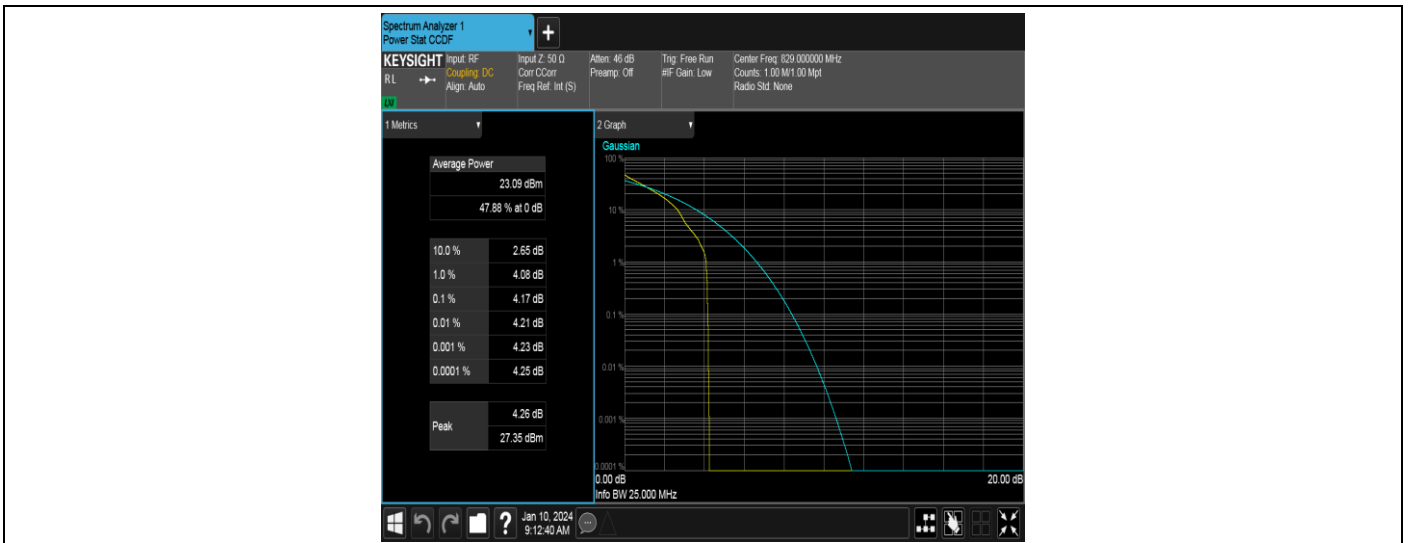 Spectrum Analyzer 1
Power Stat CCDF
+
KEYSIGHT
RL
LXI
Input: RF
Coupling: DC
Align: Auto
Input Z: 50 Ω
Corr CCorr
Freq Ref: Int (S)
Atten: 46 dB
Preamp: Off
Trig: Free Run
#IF Gain: Low
Center Freq: 829.000000 MHz
Counts: 1.00 M/1.00 Mpt
Radio Std: None
1 Metrics
Average Power
23.09 dBm
47.88 % at 0 dB
10.0 % 2.65 dB
1.0 % 4.08 dB
0.1 % 4.17 dB
0.01 % 4.21 dB
0.001 % 4.23 dB
0.0001 % 4.25 dB
Peak
4.26 dB
27.35 dBm
2 Graph
Gaussian
100 %
10 %
1 %
0.1 %
0.01 %
0.001 %
0.0001 %
0.00 dB 20.00 dB
Info BW 25.000 MHz
?
Jan 10, 2024
9:12:40 AM